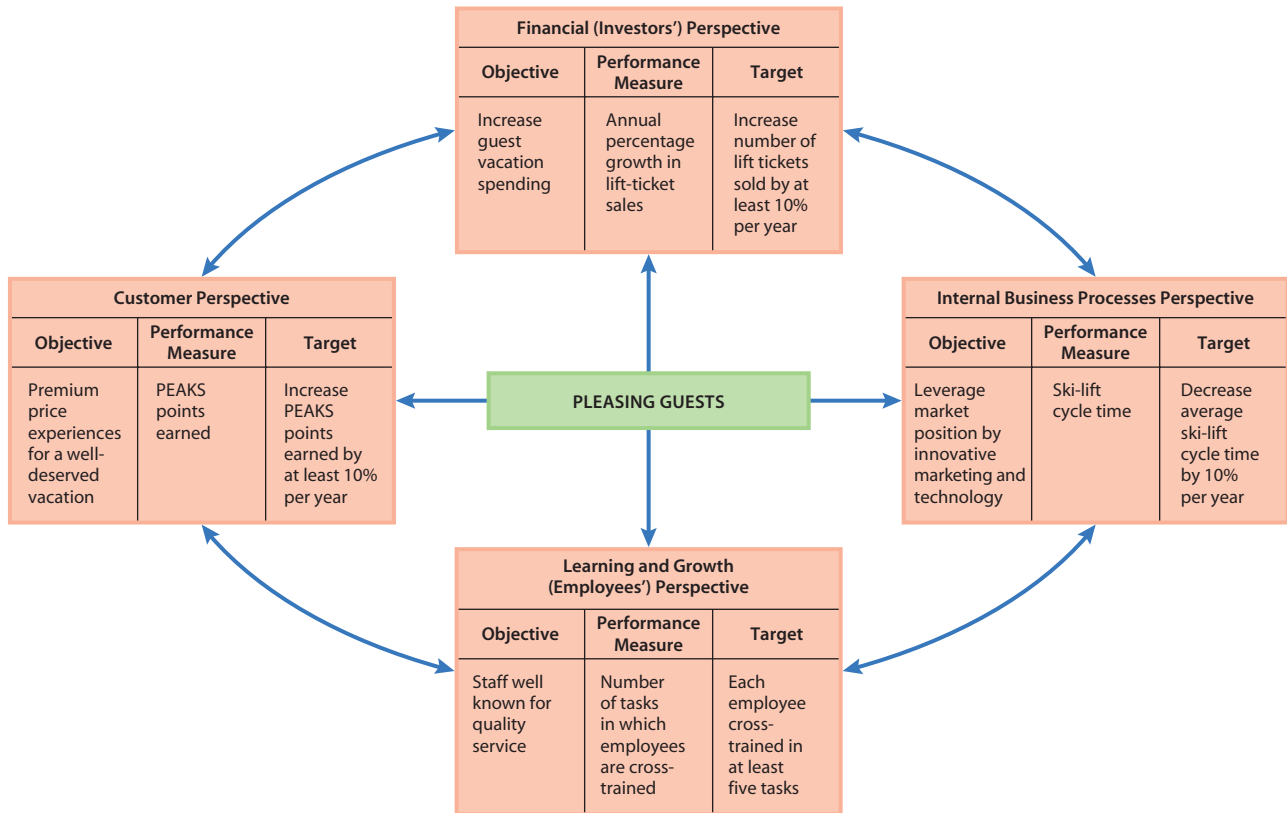 Financial (Investors') Perspective
Objective
Performance
Measure
Target
Increase
guest
vacation
spending
Annual
percentage
growth in
lift-ticket
sales
Increase
number of
lift tickets
sold by at
least 10%
per year
Customer Perspective
Objective
Performance
Measure
Target
Premium
price
experiences
for a well-
deserved
vacation
PEAKS
points
earned
Increase
PEAKS
points
earned by
at least 10%
per year
PLEASING GUESTS
Internal Business Processes Perspective
Objective
Performance
Measure
Target
Leverage
market
position by
innovative
marketing and
technology
Ski-lift
cycle time
Decrease
average
ski-lift
cycle time
by 10%
per year
Learning and Growth
(Employees') Perspective
Objective
Performance
Measure
Target
Staff well
known for
quality
service
Number
of tasks
in which
employees
are cross-
trained
Each
employee
cross-
trained in
at least
five tasks